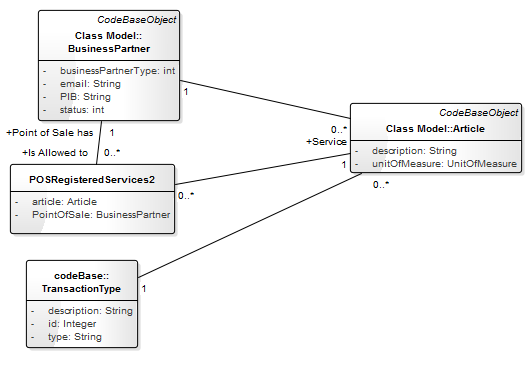 CodeBaseObject
Class Model::
BusinessPartner
- businessPartnerType: int
- email: String
- PIB: String
- status: int
1
0..*
+Service
CodeBaseObject
Class Model::Article
- description: String
- unitOfMeasure: UnitOfMeasure
+Point of Sale has 1
+Is Allowed to 0..*
POSRegisteredServices2
- article: Article
- PointOfSale: BusinessPartner
1
0..*
0..*
codeBase::
TransactionType
- description: String
- id: Integer
- type: String
1